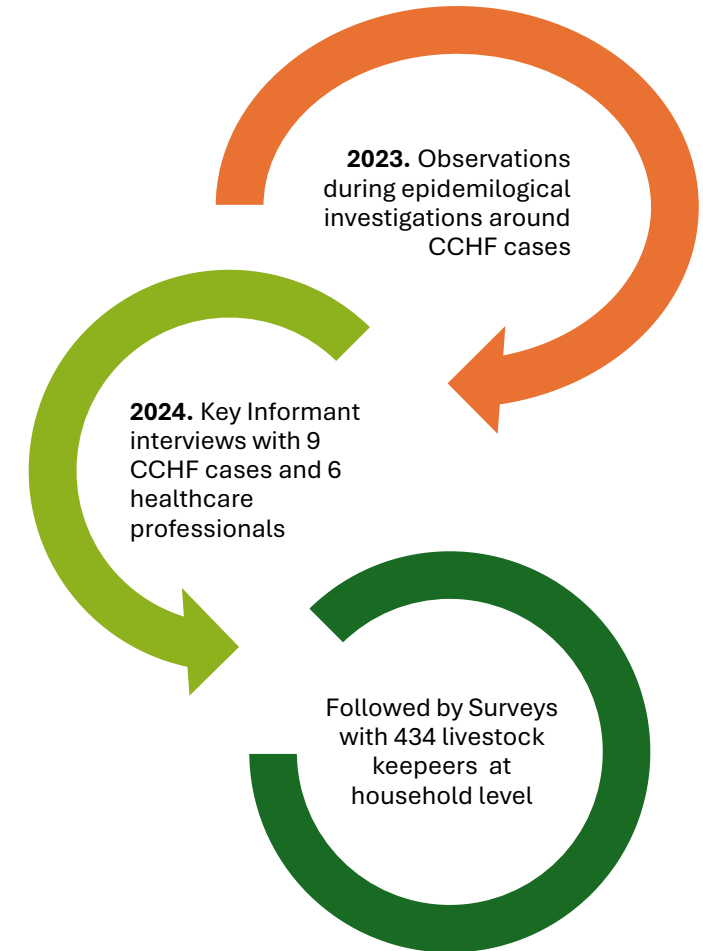 2023. Observations
during epidemilogical
investigations around
CCHF cases
2024. Key Informant
interviews with 9
CCHF cases and 6
healthcare
professionals
Followed by Surveys
with 434 livestock
keepeers at
household level